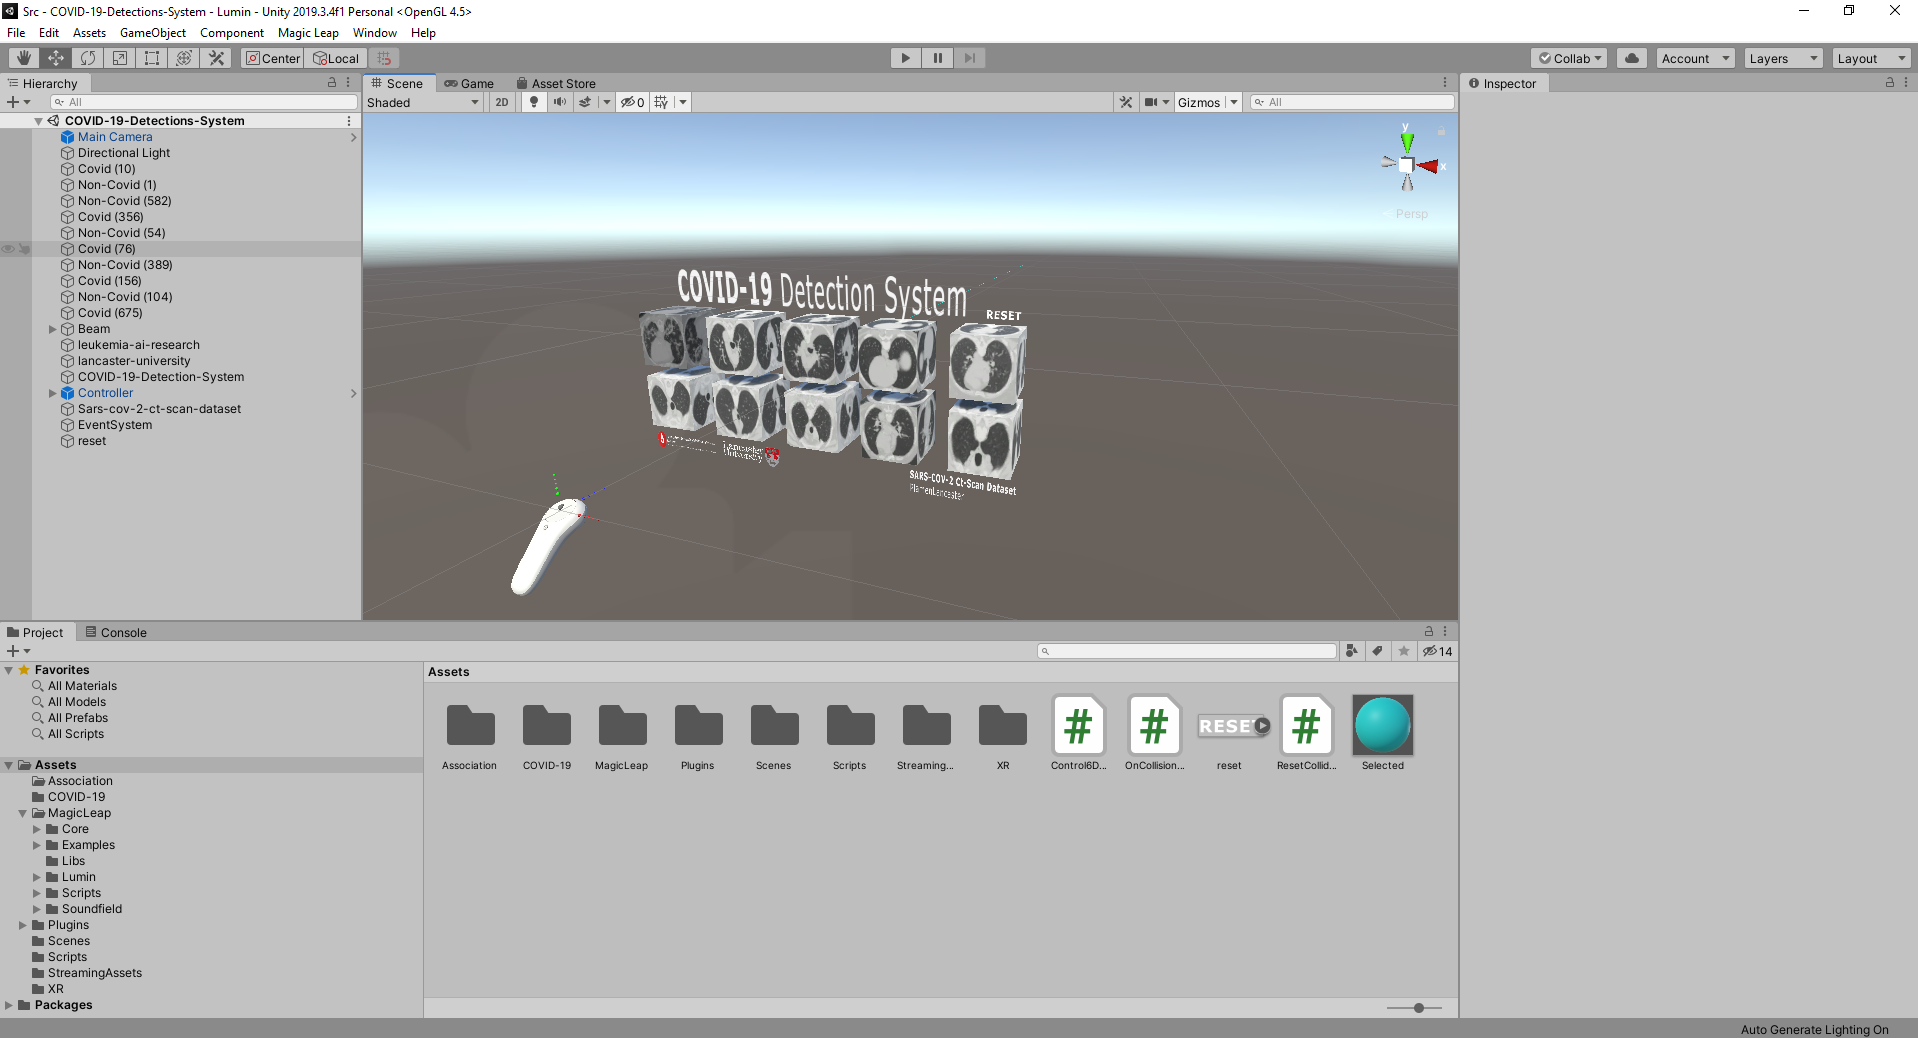 Src - COVID-19-Detections-System - Lumin - Unity 2019.3.4f1 Personal <OpenGL 4.5>
File Edit Assets GameObject Component Magic Leap Window Help
Center Local Collab Account Layers Layout
Hierarchy
All
COVID-19-Detections-System
Main Camera
Directional Light
Covid (10)
Non-Covid (1)
Non-Covid (582)
Covid (356)
Non-Covid (54)
Covid (76)
Non-Covid (389)
Covid (156)
Non-Covid (104)
Covid (675)
Beam
leukemia-ai-research
lancaster-university
COVID-19-Detection-System
Controller
Sars-cov-2-ct-scan-dataset
EventSystem
reset
Scene Game Asset Store
Shaded 2D 0 Gizmos All
y
x
Persp
COVID-19 Detection System
RESET
Lancaster
University
SARS-COV-2 Ct-Scan Dataset
PlamenLancaster
Inspector
Project Console
14
Favorites
All Materials
All Models
All Prefabs
All Scripts
Assets
Association
COVID-19
MagicLeap
Core
Examples
Libs
Lumin
Scripts
Soundfield
Plugins
Scenes
Scripts
StreamingAssets
XR
Packages
Assets
# # RESET #
Association COVID-19 MagicLeap Plugins Scenes Scripts Streaming... XR Control6D... OnCollision... reset ResetCollid... Selected
Auto Generate Lighting On